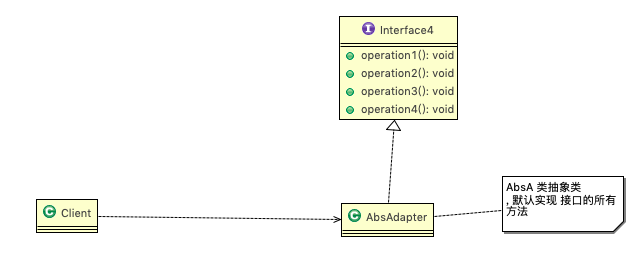 Interface4
operation1(): void
operation2(): void
operation3(): void
operation4(): void
Client
AbsAdapter
AbsA 类抽象类
, 默认实现 接口的所有
方法